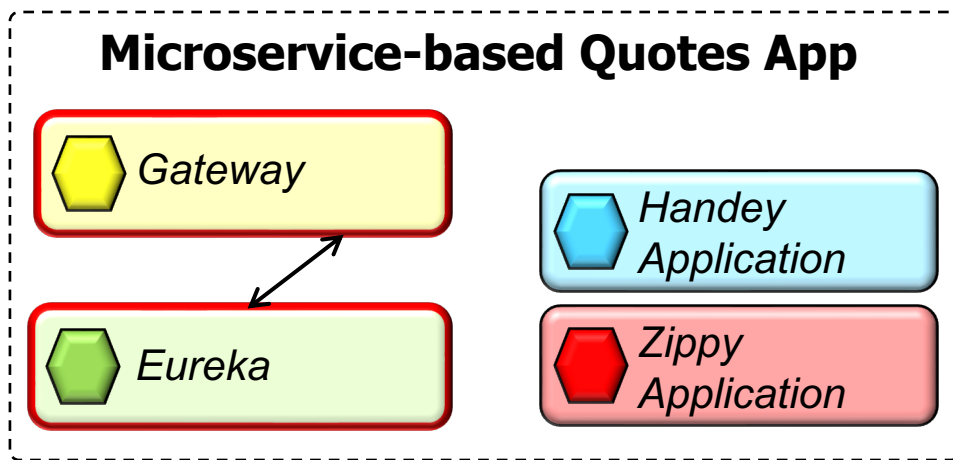 Microservice-based Quotes App
Gateway
Handey
Application
Eureka
Zippy
Application